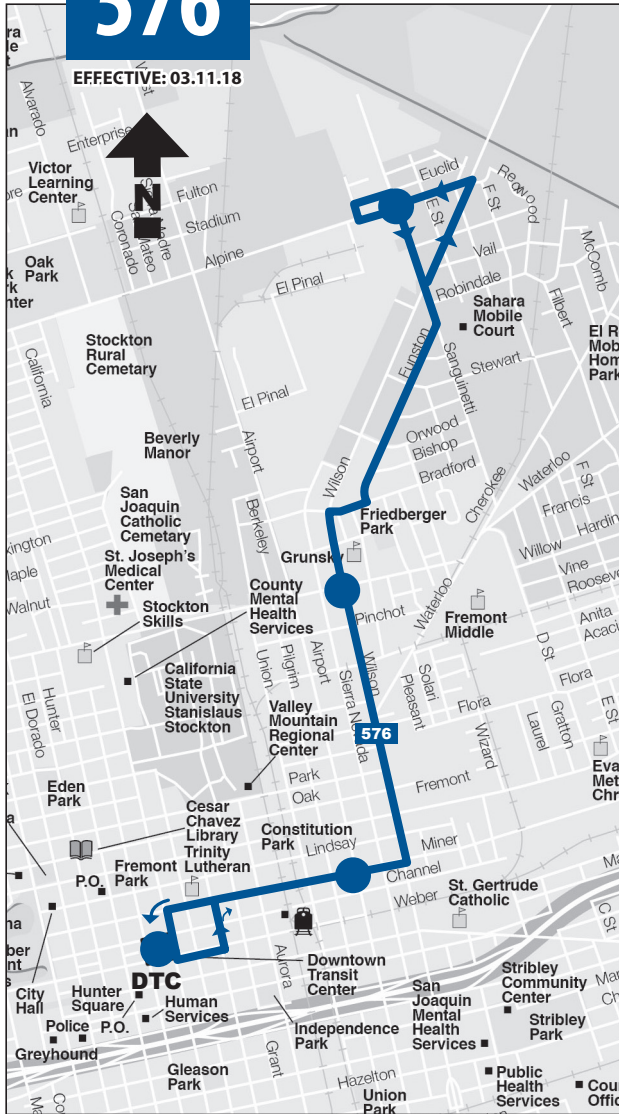 576
EFFECTIVE: 03.11.18
N
Alvarado
West
Enterprise
Victor
Learning
Center
Fulton
Stadium
Sierra Madre
San Mateo
Coronado
Alpine
Oak
Park
El Pinal
Euclid
Redwood
E St
F St
Vail
Robindale
McComb
Filbert
Sahara
Mobile
Court
Stockton
Rural
Cemetary
California
El Pinal
Funston
Sanguinetti
Stewart
Beverly
Manor
Airport
Orwood
Bishop
Bradford
Wilson
Cherokee
Waterloo
F St
Francis
San
Joaquin
Catholic
Cemetary
Berkeley
Friedberger
Park
Willow
Vine
St. Joseph's
Medical
Center
Grunsky
Maple
Walnut
Stockton
Skills
County
Mental
Health
Services
Pinchot
Waterloo
Fremont
Middle
Anita
D St
Hunter
El Dorado
California
State
University
Stanislaus
Stockton
Union
Pilgrim
Airport
Sierra Nevada
Wilson
Solari
Pleasant
Flora
Flora
Valley
Mountain
Regional
Center
576
Wizard
Laurel
Gratton
E St
Eden
Park
Park
Oak
Fremont
Cesar
Chavez
Library
Constitution
Park
Lindsay
Miner
Trinity
Lutheran
Fremont
Park
P.O.
Channel
Weber
St. Gertrude
Catholic
C St
DTC
Aurora
Downtown
Transit
Center
City
Hall
Hunter
Square
Human
Services
Police
P.O.
Greyhound
Independence
Park
San
Joaquin
Mental
Health
Services
Stribley
Community
Center
Stribley
Park
Gleason
Park
Grant
Hazelton
Union
Park
Public
Health
Services